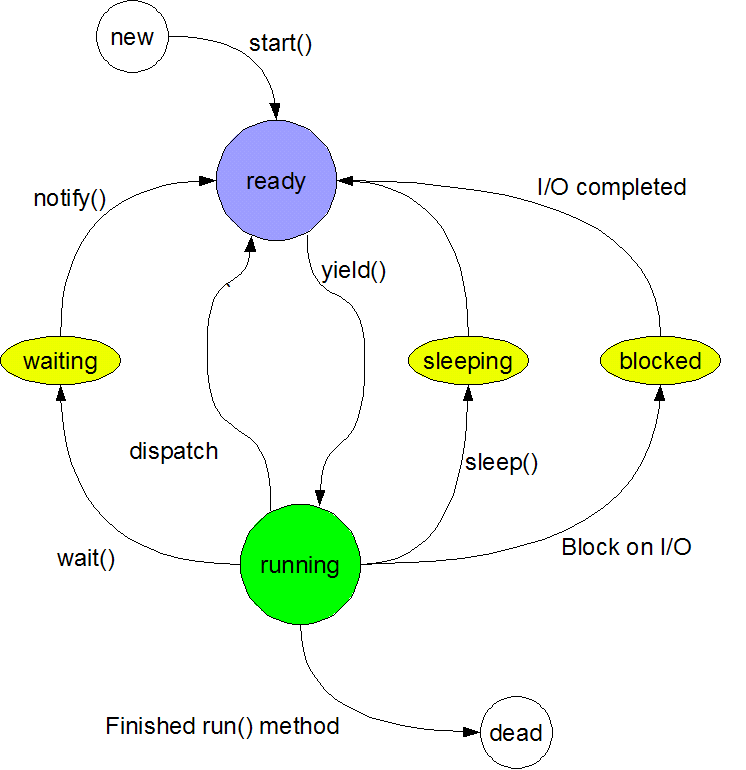 new
start()
ready
I/O completed
notify()
yield()
waiting
sleeping
blocked
dispatch
sleep()
wait()
running
Block on I/O
Finished run() method
dead